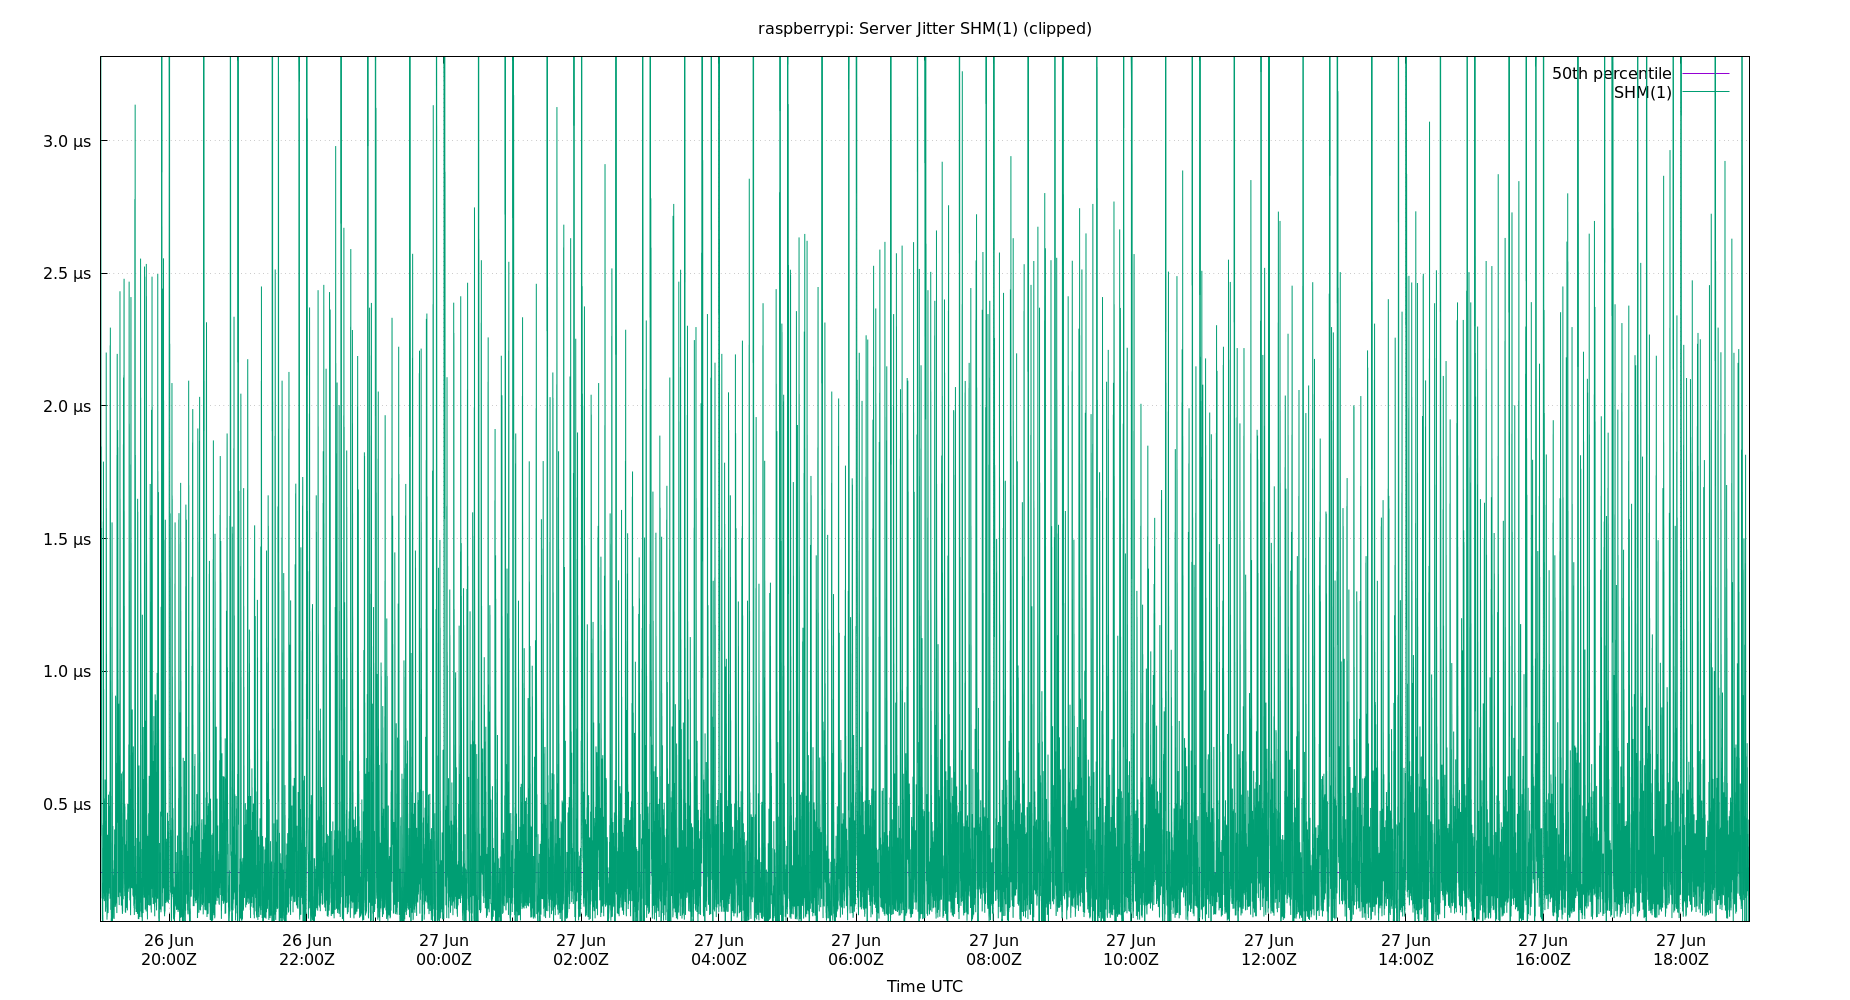 raspberrypi: Server Jitter SHM(1) (clipped)
50th percentile
SHM(1)
3.0 µs
2.5 µs
2.0 µs
1.5 µs
1.0 µs
0.5 µs
26 Jun 26 Jun 27 Jun 27 Jun 27 Jun 27 Jun 27 Jun 27 Jun 27 Jun 27 Jun 27 Jun 27 Jun
20:00Z 22:00Z 00:00Z 02:00Z 04:00Z 06:00Z 08:00Z 10:00Z 12:00Z 14:00Z 16:00Z 18:00Z
Time UTC